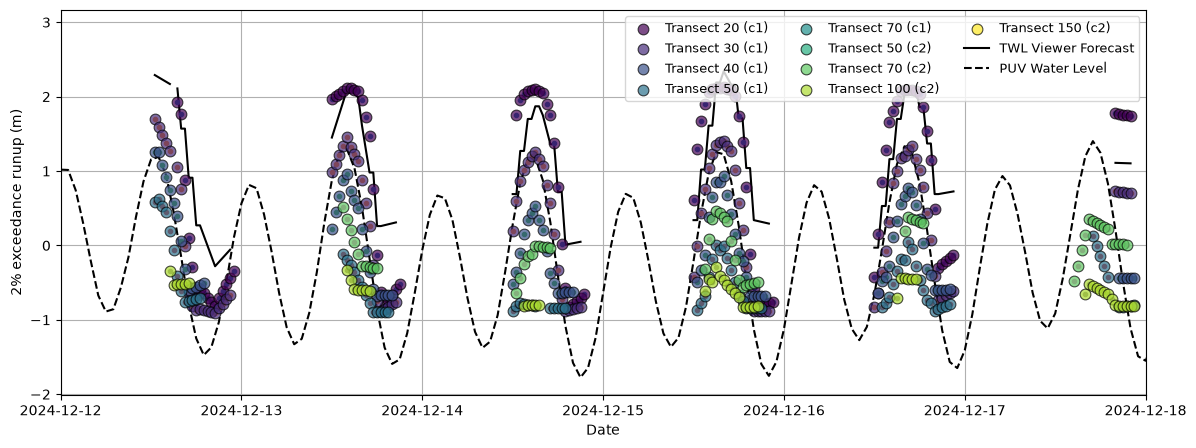 3
2
1
0
−1
−2
2% exceedance runup (m)
Transect 20 (c1)
Transect 30 (c1)
Transect 40 (c1)
Transect 50 (c1)
Transect 70 (c1)
Transect 50 (c2)
Transect 70 (c2)
Transect 100 (c2)
Transect 150 (c2)
TWL Viewer Forecast
PUV Water Level
2024-12-12
2024-12-13
2024-12-14
2024-12-15
2024-12-16
2024-12-17
2024-12-18
Date